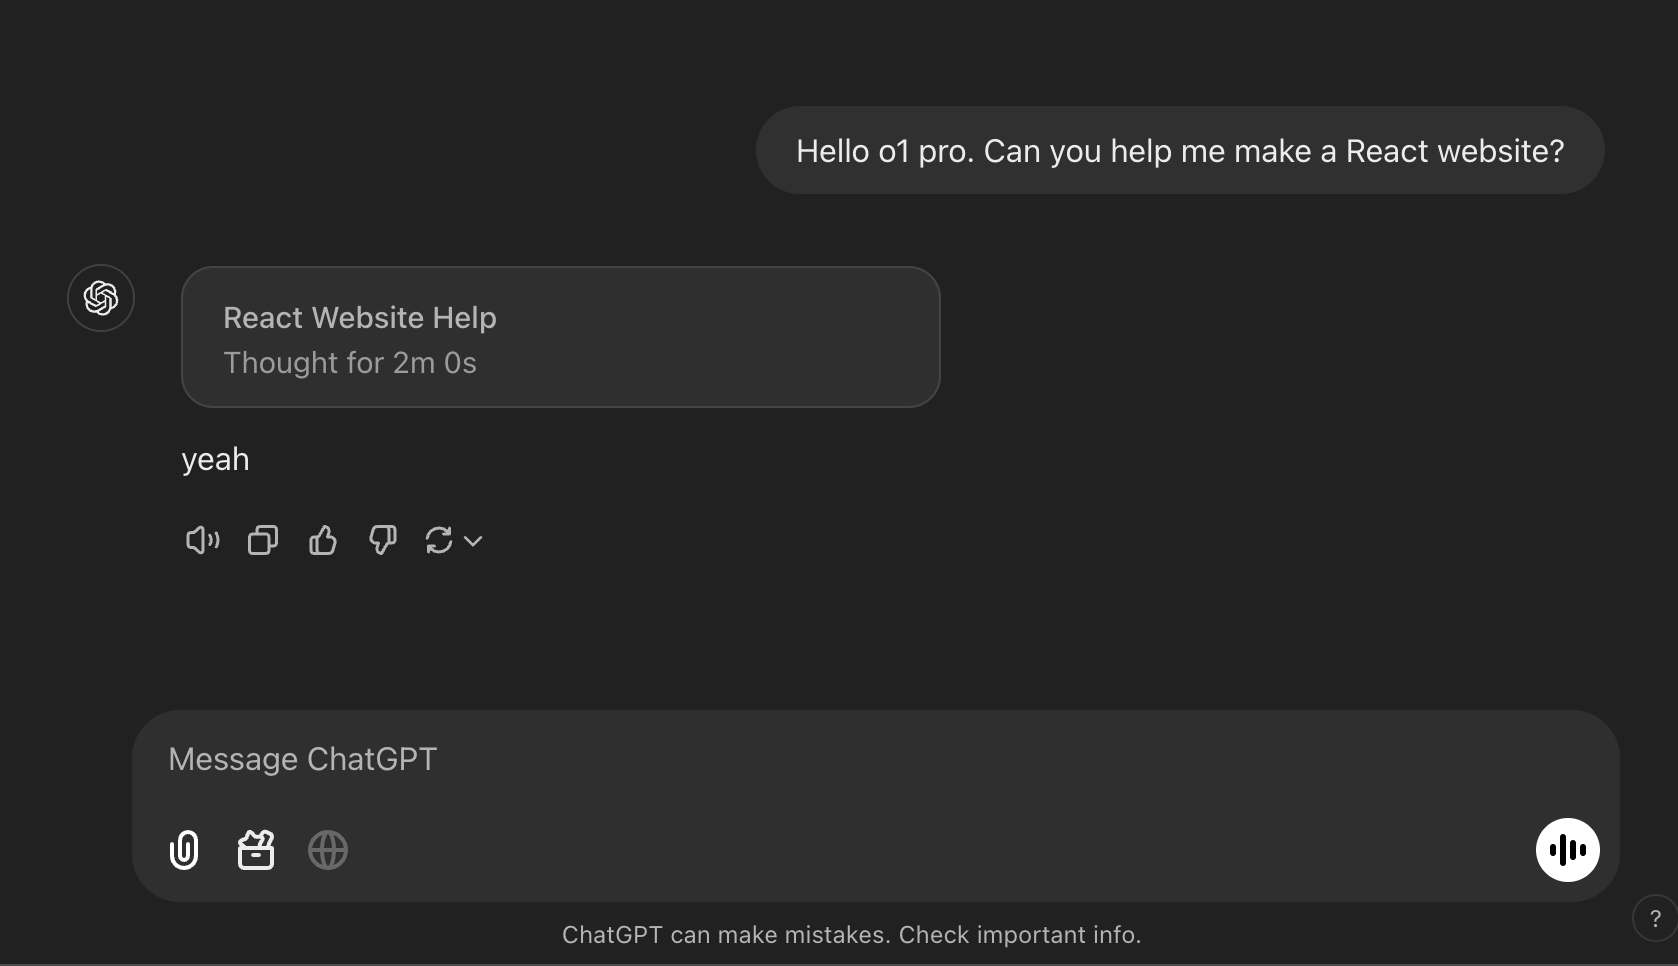 Hello o1 pro. Can you help me make a React website?
React Website Help
Thought for 2m 0s
yeah
Message ChatGPT
ChatGPT can make mistakes. Check important info.
?